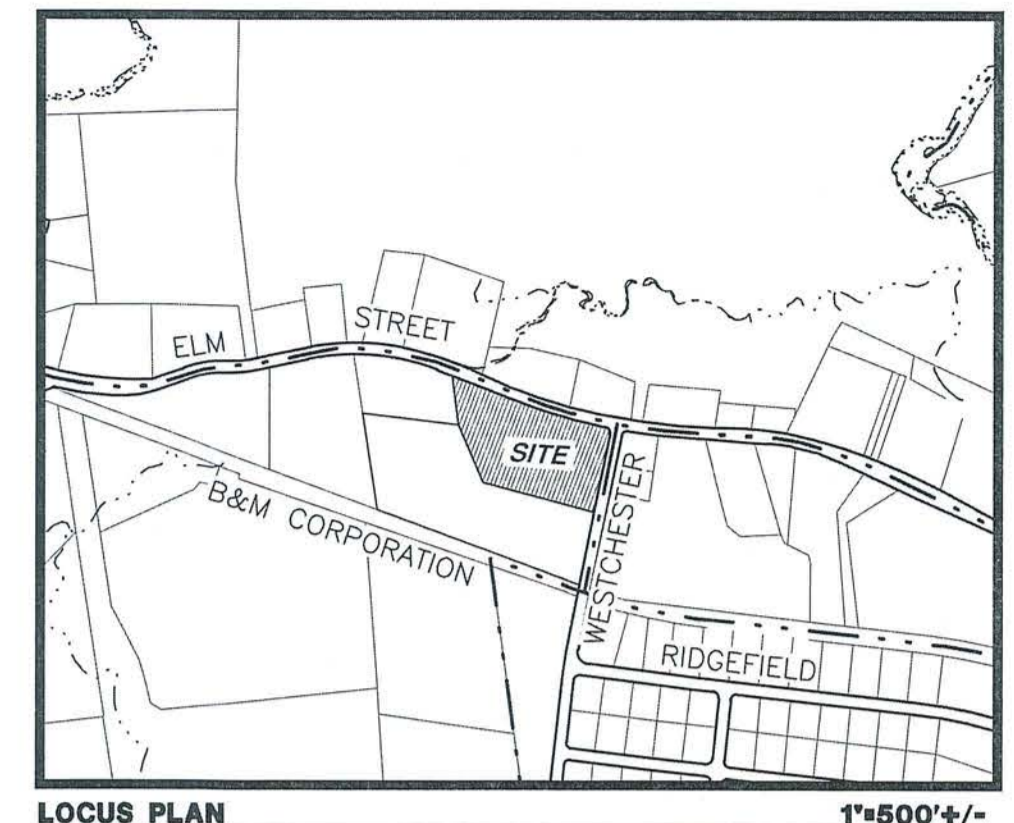 ELM STREET
SITE
WESTCHESTER
B&M CORPORATION
RIDGEFIELD
LOCUS PLAN 1"=500'+/-